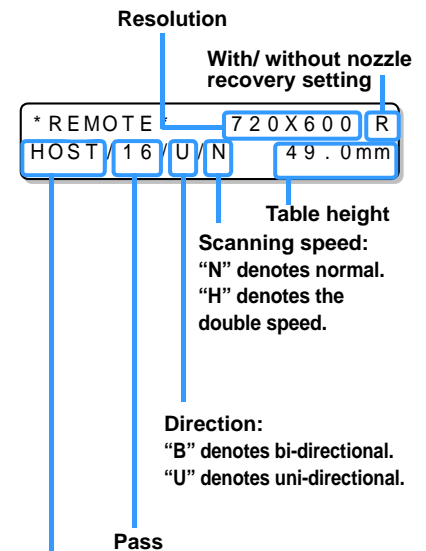 Resolution
With/ without nozzle
recovery setting
*REMOTE* 720X600 R
HOST/16/U/N 49.0mm
Table height
Scanning speed:
“N” denotes normal.
“H” denotes the
double speed.
Direction:
“B” denotes bi-directional.
“U” denotes uni-directional.
Pass